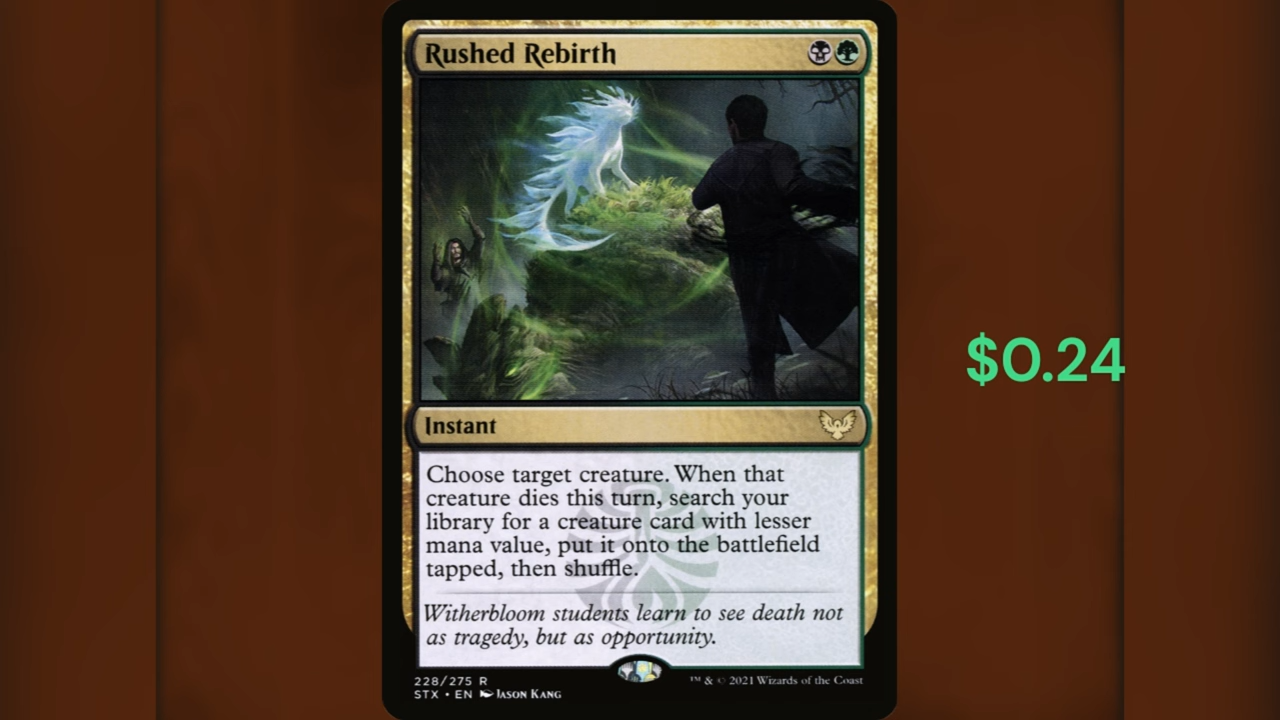 Rushed Rebirth
$0.24
Instant
Choose target creature. When that
creature dies this turn, search your
library for a creature card with lesser
mana value, put it onto the battlefield
tapped, then shuffle.
Witherbloom students learn to see death not
as tragedy, but as opportunity.
228/275 R
STX • EN Jason Kang
™ & © 2021 Wizards of the Coast